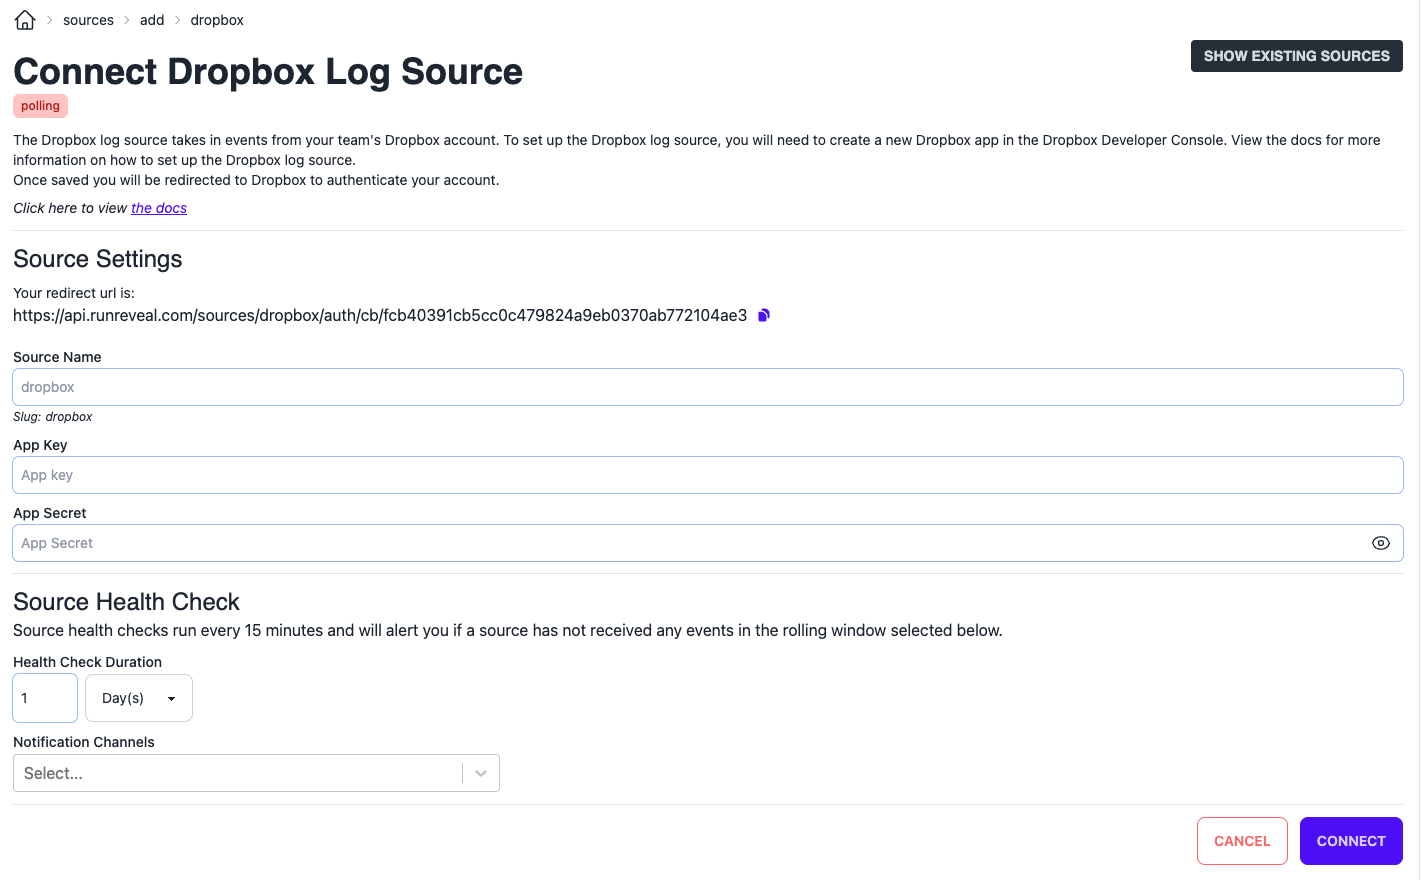 sources > add > dropbox
Connect Dropbox Log Source
SHOW EXISTING SOURCES
polling
The Dropbox log source takes in events from your team's Dropbox account. To set up the Dropbox log source, you will need to create a new Dropbox app in the Dropbox Developer Console. View the docs for more
information on how to set up the Dropbox log source.
Once saved you will be redirected to Dropbox to authenticate your account.
Click here to view the docs
Source Settings
Your redirect url is:
https://api.runreveal.com/sources/dropbox/auth/cb/fcb40391cb5cc0c479824a9eb0370ab772104ae3
Source Name
dropbox
Slug: dropbox
App Key
App key
App Secret
App Secret
Source Health Check
Source health checks run every 15 minutes and will alert you if a source has not received any events in the rolling window selected below.
Health Check Duration
1 Day(s)
Notification Channels
Select...
CANCEL CONNECT